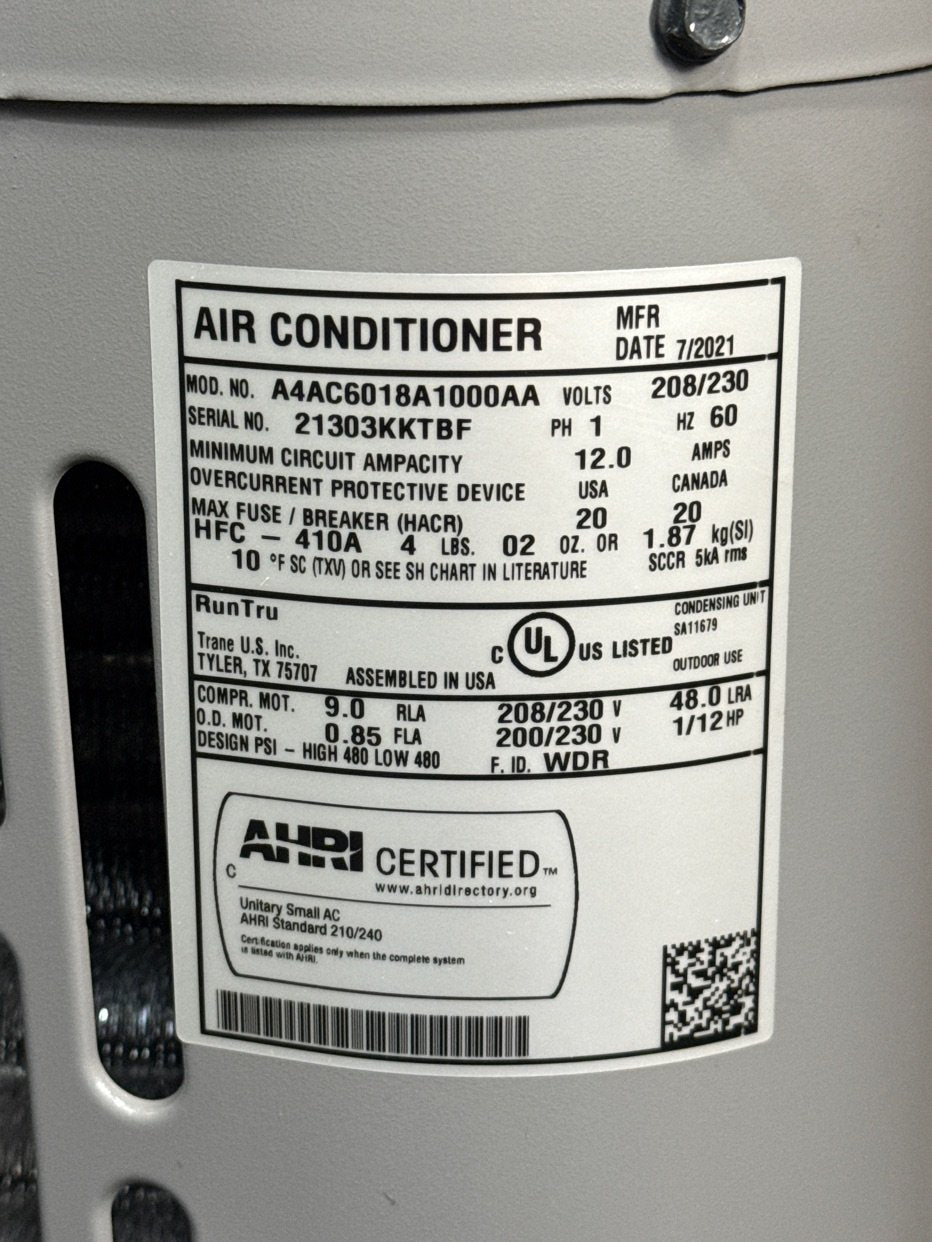 AIR CONDITIONER MFR DATE 7/2021
MOD. NO. A4AC6018A1000AA VOLTS 208/230
SERIAL NO. 21303KKTBF PH 1 HZ 60
MINIMUM CIRCUIT AMPACITY 12.0 AMPS
OVERCURRENT PROTECTIVE DEVICE USA CANADA
MAX FUSE / BREAKER (HACR) 20 20
HFC – 410A 4 LBS. 02 OZ. OR 1.87 kg(SI)
10 °F SC (TXV) OR SEE SH CHART IN LITERATURE SCCR 5kA rms
RunTru
Trane U.S. Inc.
TYLER, TX 75707 ASSEMBLED IN USA
C UL US LISTED
CONDENSING UNIT
SA11679
OUTDOOR USE
COMPR. MOT. 9.0 RLA 208/230 V 48.0 LRA
O.D. MOT. 0.85 FLA 200/230 V 1/12 HP
DESIGN PSI – HIGH 480 LOW 480 F. ID. WDR
C AHRI CERTIFIED™
www.ahridirectory.org
Unitary Small AC
AHRI Standard 210/240
Certification applies only when the complete system
is listed with AHRI.